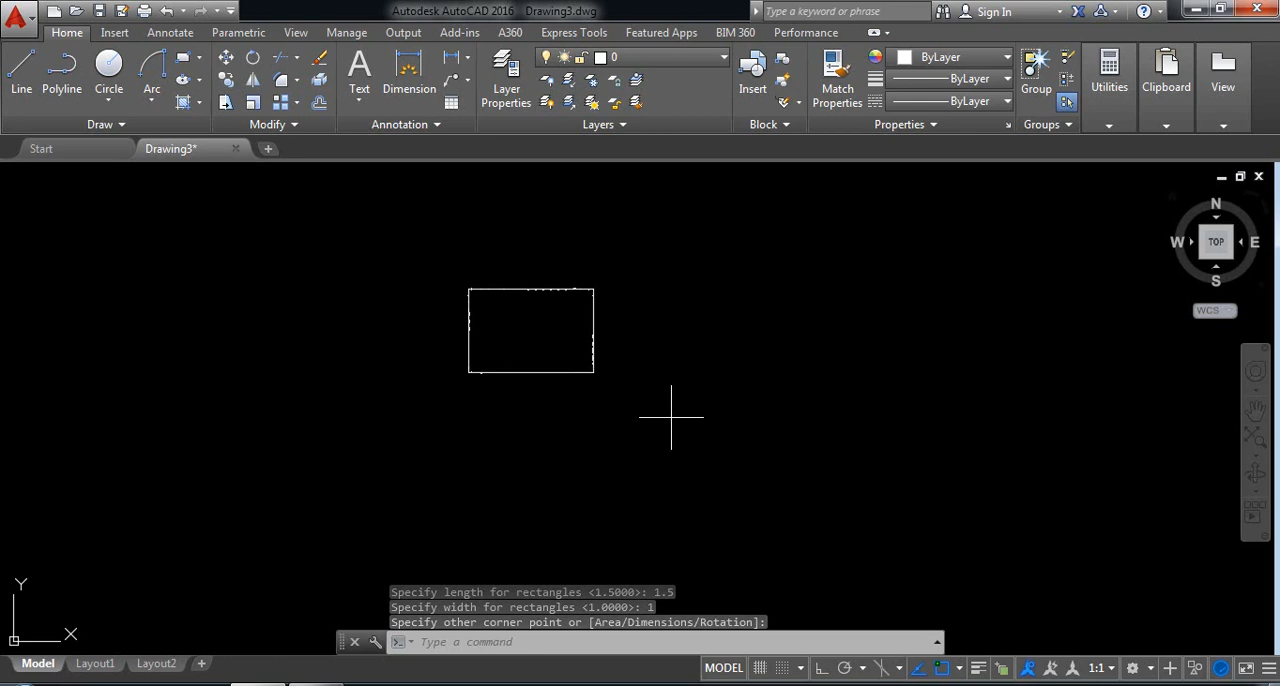 Autodesk AutoCAD 2016 Drawing3.dwg
Type a keyword or phrase
Sign In
Home Insert Annotate Parametric View Manage Output Add-ins A360 Express Tools Featured Apps BIM 360 Performance
Line Polyline Circle Arc
Text Dimension
Layer Properties
0
Insert
Match Properties
ByLayer
ByLayer
ByLayer
Group
Utilities
Clipboard
View
Draw Modify Annotation Layers Block Properties Groups
Start Drawing3*
N
W TOP E
S
WCS
Y
X
Specify length for rectangles <1.5000>: 1.5
Specify width for rectangles <1.0000>: 1
Specify other corner point or [Area/Dimensions/Rotation]:
Type a command
Model Layout1 Layout2
MODEL 1:1